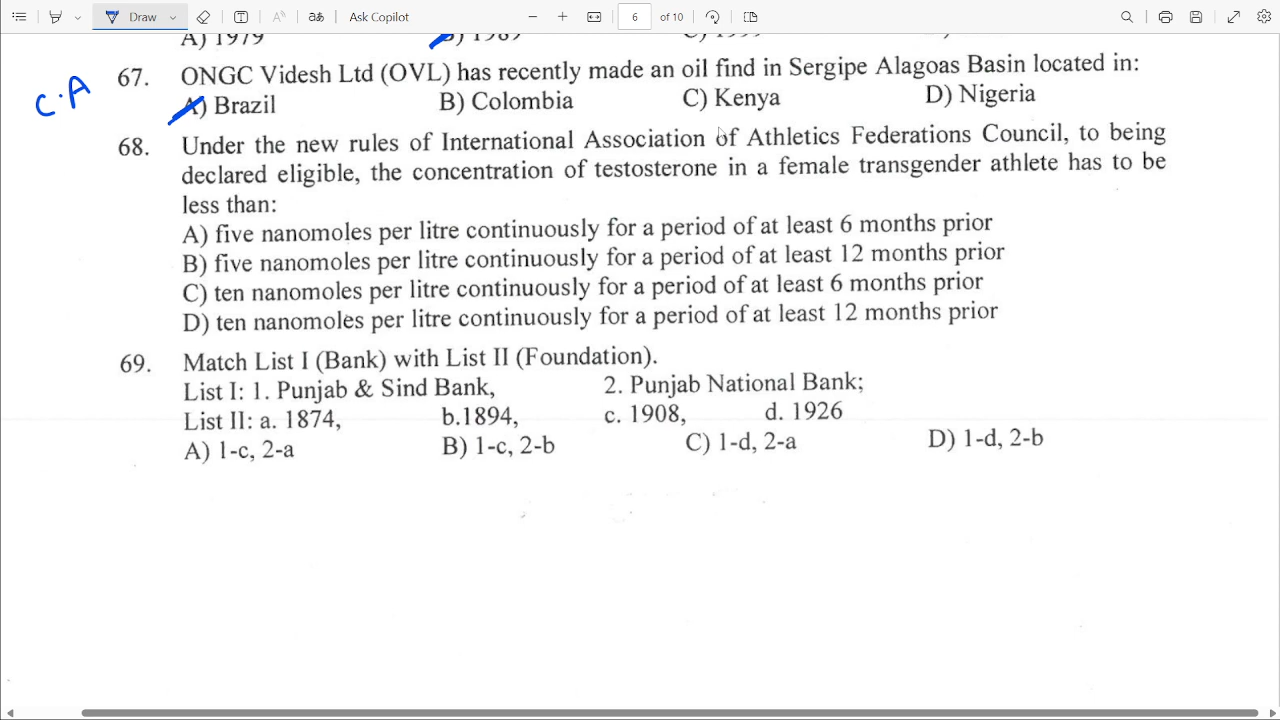 Draw
aあ
Ask Copilot
6 of 10
A) 1979
67. ONGC Videsh Ltd (OVL) has recently made an oil find in Sergipe Alagoas Basin located in:
C.A
A) Brazil B) Colombia C) Kenya D) Nigeria
68. Under the new rules of International Association of Athletics Federations Council, to being
declared eligible, the concentration of testosterone in a female transgender athlete has to be
less than:
A) five nanomoles per litre continuously for a period of at least 6 months prior
B) five nanomoles per litre continuously for a period of at least 12 months prior
C) ten nanomoles per litre continuously for a period of at least 6 months prior
D) ten nanomoles per litre continuously for a period of at least 12 months prior
69. Match List I (Bank) with List II (Foundation).
List I: 1. Punjab & Sind Bank, 2. Punjab National Bank;
List II: a. 1874, b.1894, c. 1908, d. 1926
A) 1-c, 2-a B) 1-c, 2-b C) 1-d, 2-a D) 1-d, 2-b